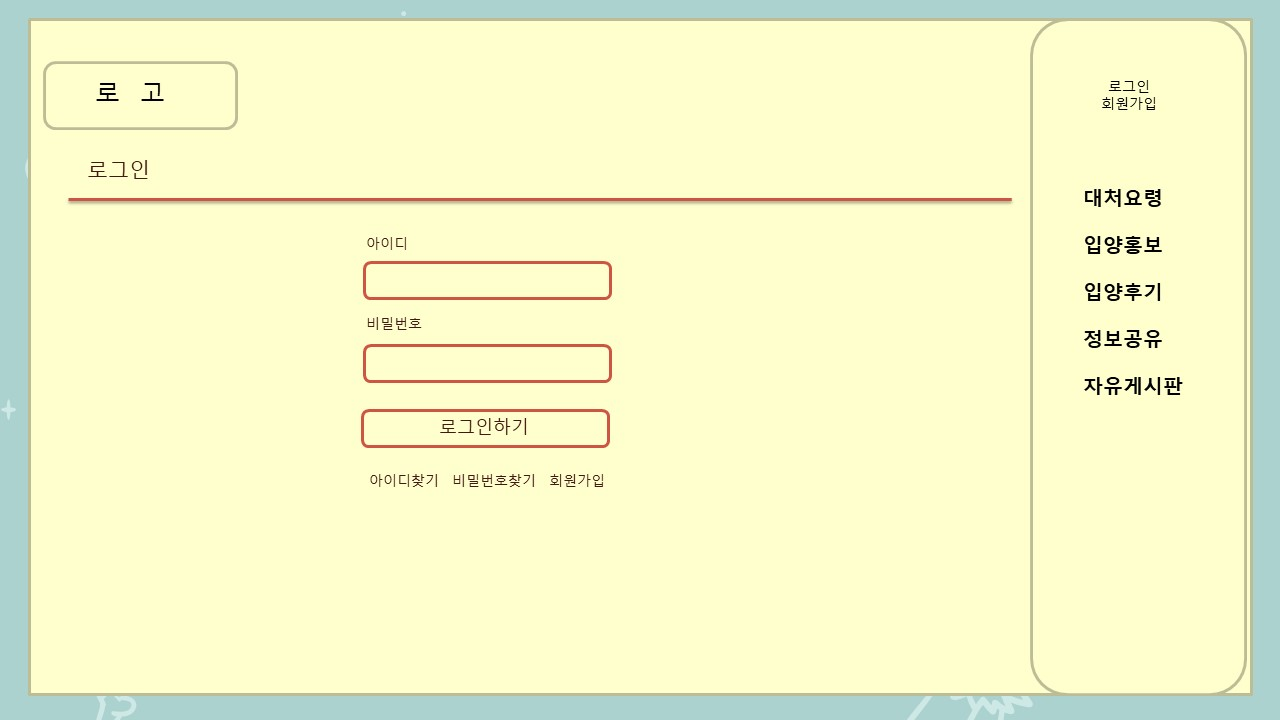 로 고
로그인
아이디
비밀번호
로그인하기
아이디찾기 비밀번호찾기 회원가입
로그인
회원가입
대처요령
입양홍보
입양후기
정보공유
자유게시판